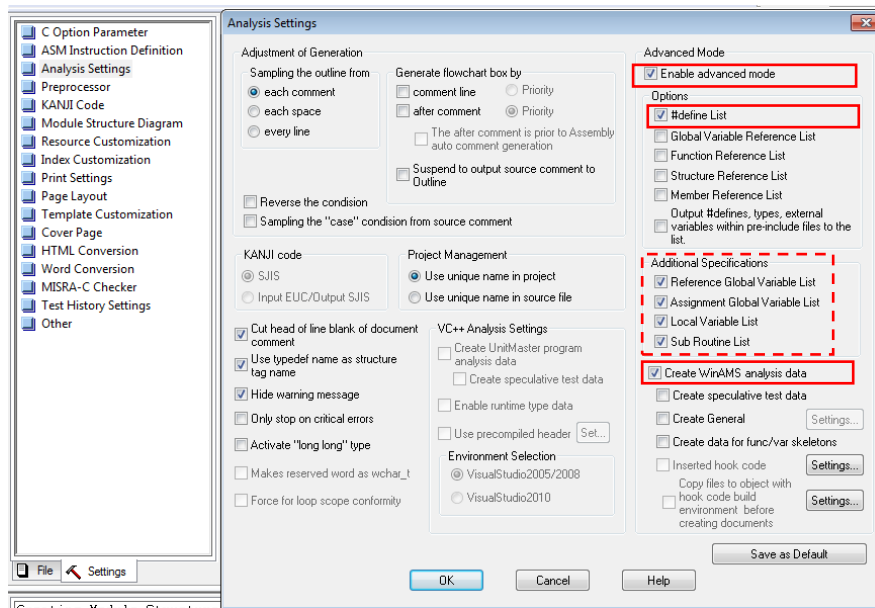 C Option Parameter
ASM Instruction Definition
Analysis Settings
Preprocessor
KANJI Code
Module Structure Diagram
Resource Customization
Index Customization
Print Settings
Page Layout
Template Customization
Cover Page
HTML Conversion
Word Conversion
MISRA-C Checker
Test History Settings
Other
File
Settings
Analysis Settings
Adjustment of Generation
Sampling the outline from
each comment
each space
every line
Generate flowchart box by
comment line
Priority
after comment
Priority
The after comment is prior to Assembly
auto comment generation
Suspend to output source comment to
Outline
Reverse the condition
Sampling the "case" condision from source comment
KANJI code
SJIS
Input EUC/Output SJIS
Project Management
Use unique name in project
Use unique name in source file
Cut head of line blank of document
comment
Use typedef name as structure
tag name
Hide warning message
Only stop on critical errors
Activate "long long" type
Makes reserved word as wchar_t
Force for loop scope conformity
VC++ Analysis Settings
Create UnitMaster program
analysis data
Create speculative test data
Enable runtime type data
Use precompiled header
Set...
Environment Selection
VisualStudio2005/2008
VisualStudio2010
Advanced Mode
Enable advanced mode
Options
#define List
Global Variable Reference List
Function Reference List
Structure Reference List
Member Reference List
Output #defines, types, external
variables within pre-include files to the
list.
Additional Specifications
Reference Global Variable List
Assignment Global Variable List
Local Variable List
Sub Routine List
Create WinAMS analysis data
Create speculative test data
Create General
Settings...
Create data for func/var skeletons
Inserted hook code
Settings...
Copy files to object with
hook code build
environment before
creating documents
Settings...
Save as Default
OK
Cancel
Help